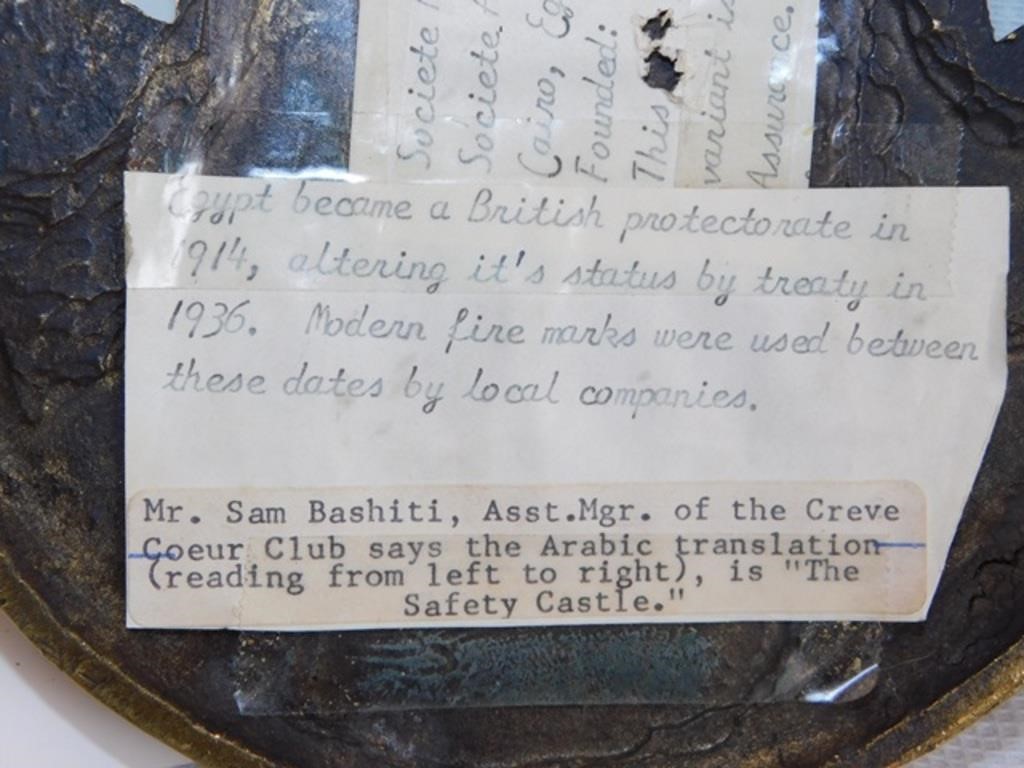 Societe
Societe.
Cairo,
Founded:
This
variant is
Assurance.
Egypt became a British protectorate in
1914, altering it's status by treaty in
1936. Modern fire marks were used between
these dates by local companies.
Mr. Sam Bashiti, Asst.Mgr. of the Creve
Coeur Club says the Arabic translation
(reading from left to right), is "The
Safety Castle."